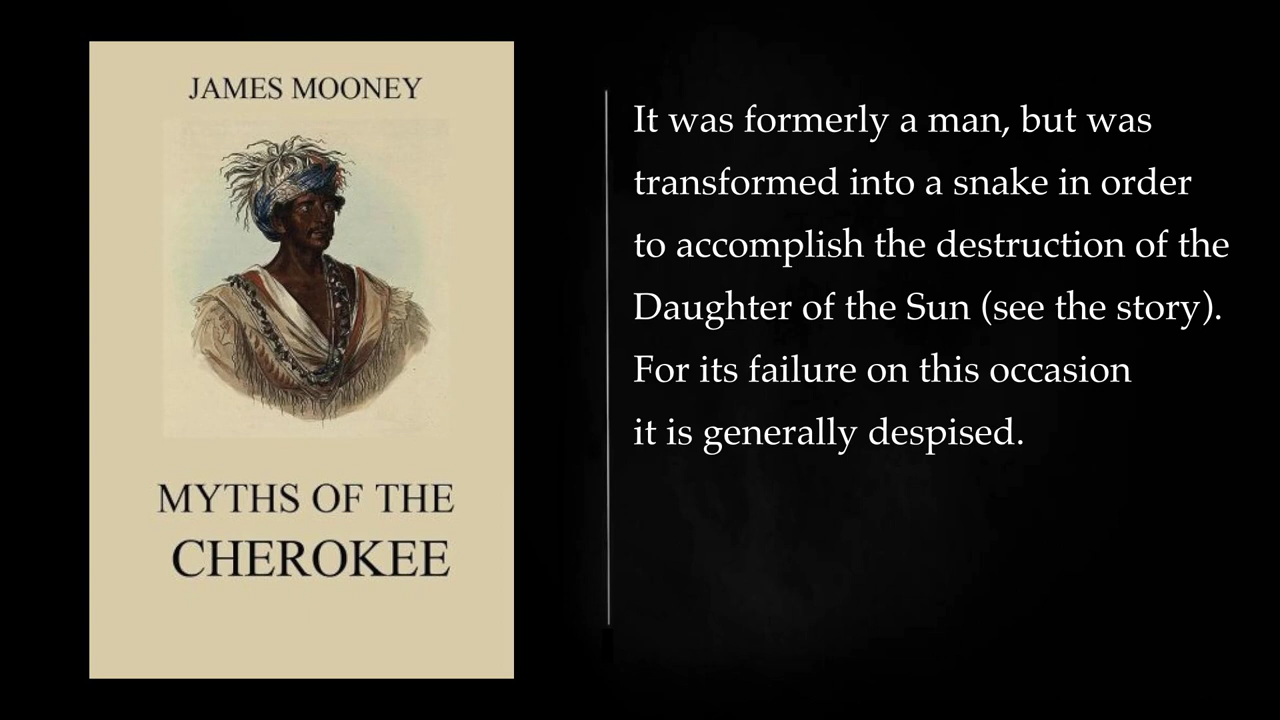 JAMES MOONEY
MYTHS OF THE
CHEROKEE
It was formerly a man, but was
transformed into a snake in order
to accomplish the destruction of the
Daughter of the Sun (see the story).
For its failure on this occasion
it is generally despised.